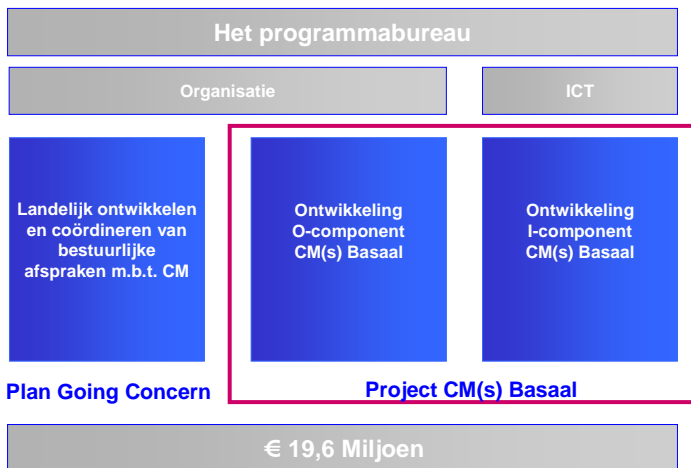 Het programmabureau
Organisatie
ICT
Landelijk ontwikkelen
en coördineren van
bestuurlijke
afspraken m.b.t. CM
Ontwikkeling
O-component
CM(s) Basaal
Ontwikkeling
I-component
CM(s) Basaal
Plan Going Concern
Project CM(s) Basaal
€ 19,6 Miljoen